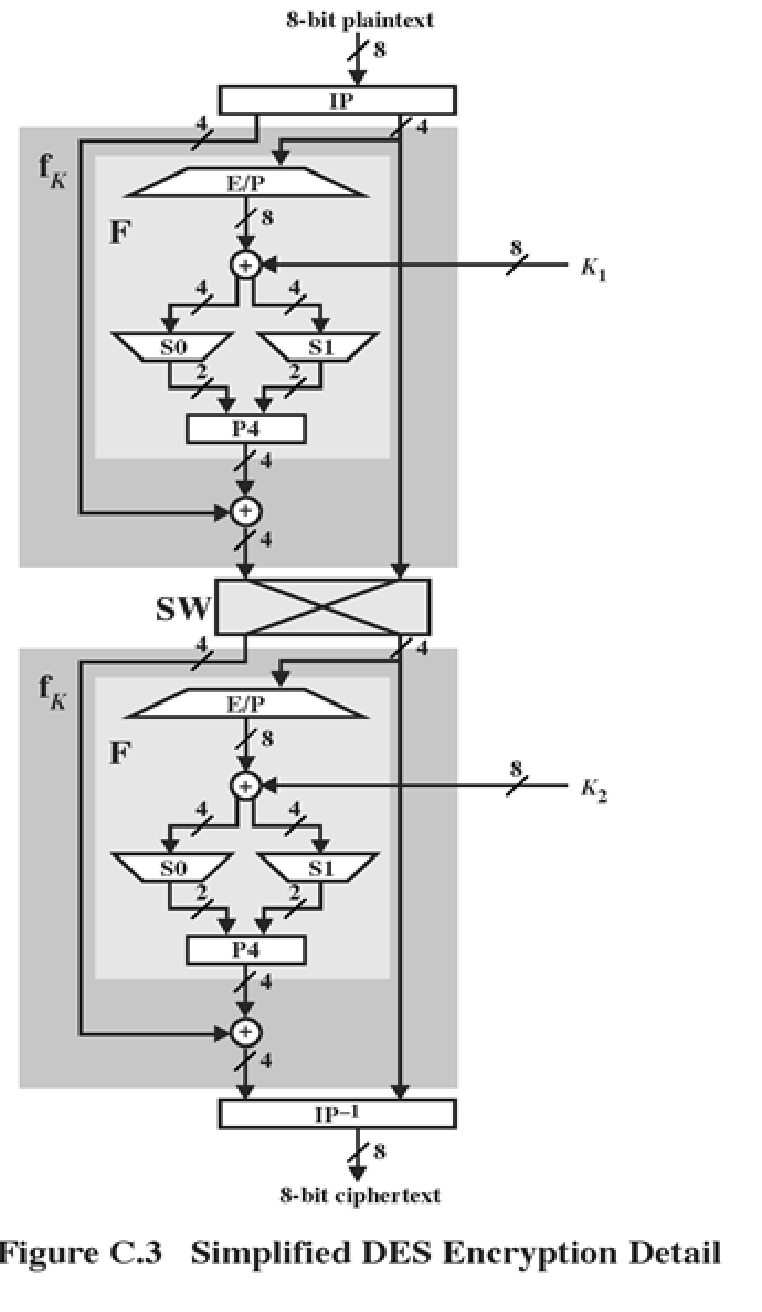 8-bit plaintext
8
IP
4
4
f_K
E/P
8
F
8
K₁
+
4
4
S0
S1
2
2
P4
4
+
4
SW
4
4
f_K
E/P
8
F
8
K₂
+
4
4
S0
S1
2
2
P4
4
+
4
IP⁻¹
8
8-bit ciphertext
Figure C.3 Simplified DES Encryption Detail